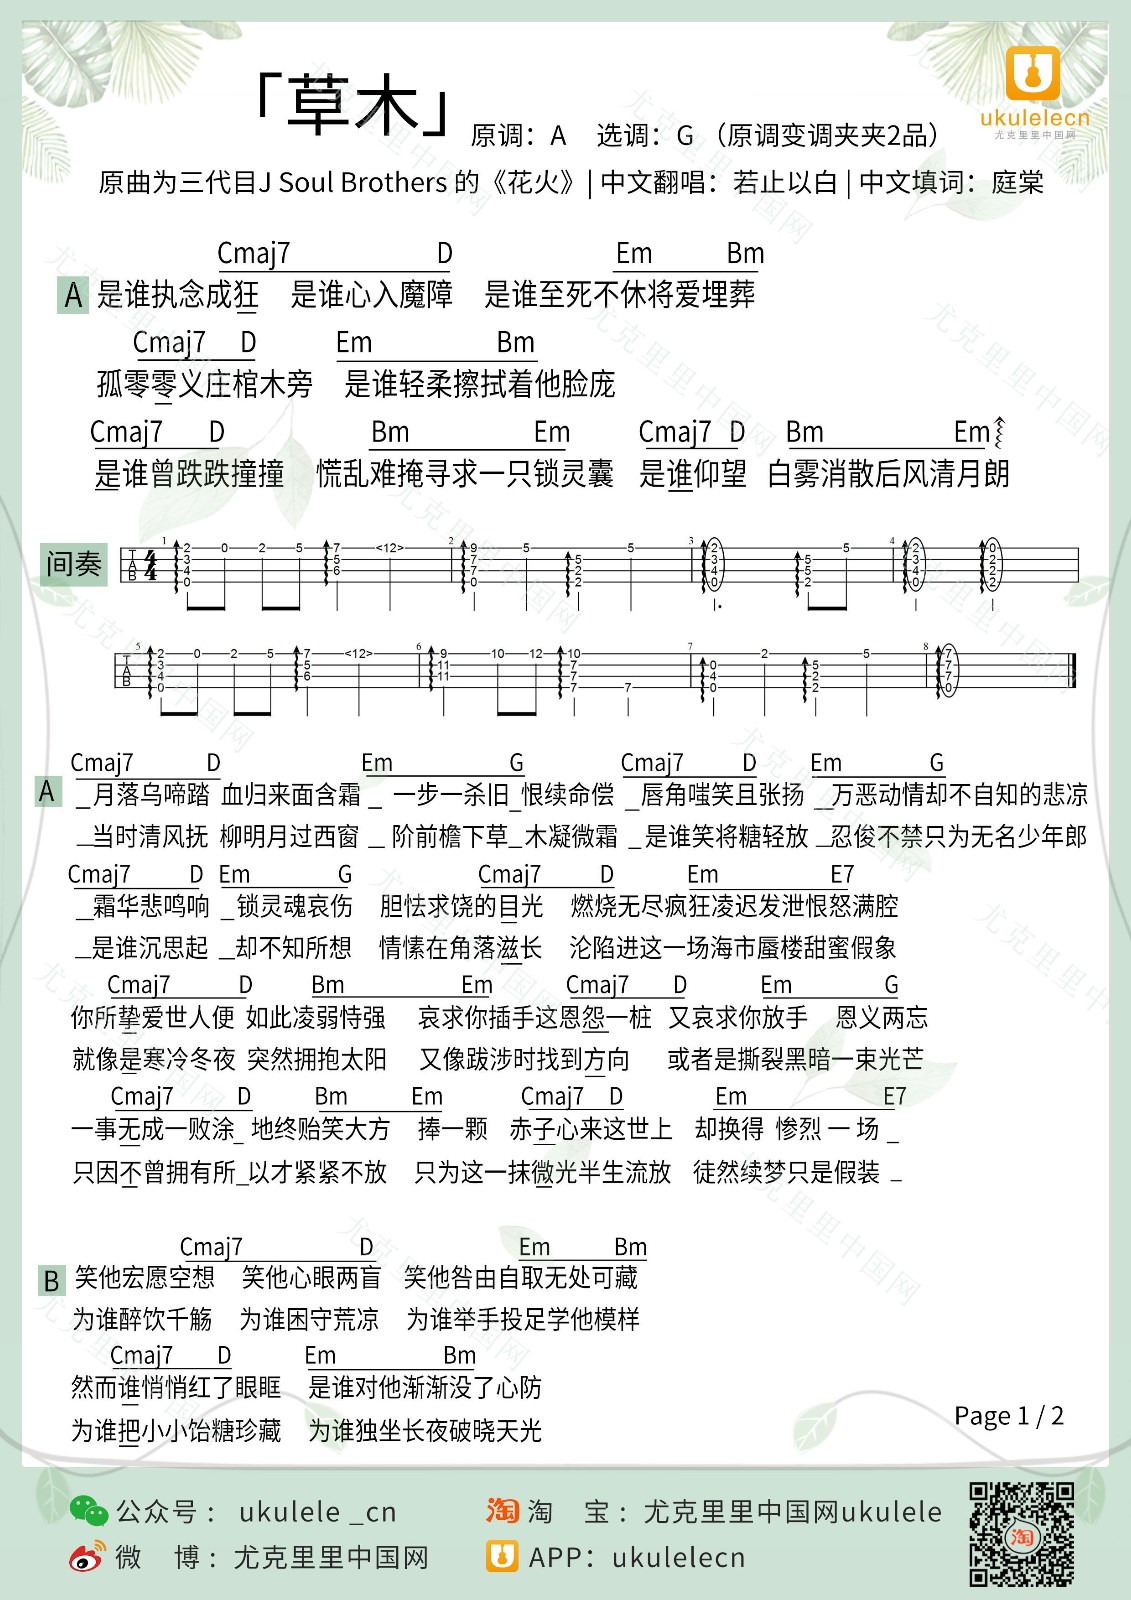 「草木」
原调：A 选调：G （原调变调夹夹2品）
ukulelecn
尤克里里中国网
原曲为三代目J Soul Brothers 的《花火》| 中文翻唱：若止以白 | 中文填词：庭棠
Cmaj7 D Em Bm
A 是谁执念成狂 是谁心入魔障 是谁至死不休将爱埋葬
Cmaj7 D Em Bm
孤零零义庄棺木旁 是谁轻柔擦拭着他脸庞
Cmaj7 D Bm Em Cmaj7 D Bm Em
是谁曾跌跌撞撞 慌乱难掩寻求一只锁灵囊 是谁仰望 白雾消散后风清月朗
间奏
Cmaj7 D Em G Cmaj7 D Em G
A _月落乌啼踏 血归来面含霜 _ 一步一杀旧_恨续命偿 _唇角嗤笑且张扬 _万恶动情却不自知的悲凉
_当时清风抚 柳明月过西窗 _ 阶前檐下草_木凝微霜 _是谁笑将糖轻放 _忍俊不禁只为无名少年郎
Cmaj7 D Em G Cmaj7 D Em E7
_霜华悲鸣响 _锁灵魂哀伤 胆怯求饶的目光 燃烧无尽疯狂凌迟发泄恨怒满腔
_是谁沉思起 _却不知所想 情愫在角落滋长 沦陷进这一场海市蜃楼甜蜜假象
Cmaj7 D Bm Em Cmaj7 D Em G
你所挚爱世人便 如此凌弱恃强 哀求你插手这恩怨一桩 又哀求你放手 恩义两忘
就像是寒冷冬夜 突然拥抱太阳 又像跋涉时找到方向 或者是撕裂黑暗一束光芒
Cmaj7 D Bm Em Cmaj7 D Em E7
一事无成一败涂_ 地终贻笑大方 捧一颗 赤子心来这世上 却换得 惨烈 一 场 _
只因不曾拥有所_以才紧紧不放 只为这一抹微光半生流放 徒然续梦只是假装 _
Cmaj7 D Em Bm
B 笑他宏愿空想 笑他心眼两盲 笑他咎由自取无处可藏
为谁醉饮千觞 为谁困守荒凉 为谁举手投足学他模样
Cmaj7 D Em Bm
然而谁悄悄红了眼眶 是谁对他渐渐没了心防
为谁把小小饴糖珍藏 为谁独坐长夜破晓天光
Page 1 / 2
公众号： ukulele _cn
淘 淘 宝：尤克里里中国网ukulele
微 博：尤克里里中国网
APP：ukulelecn
淘